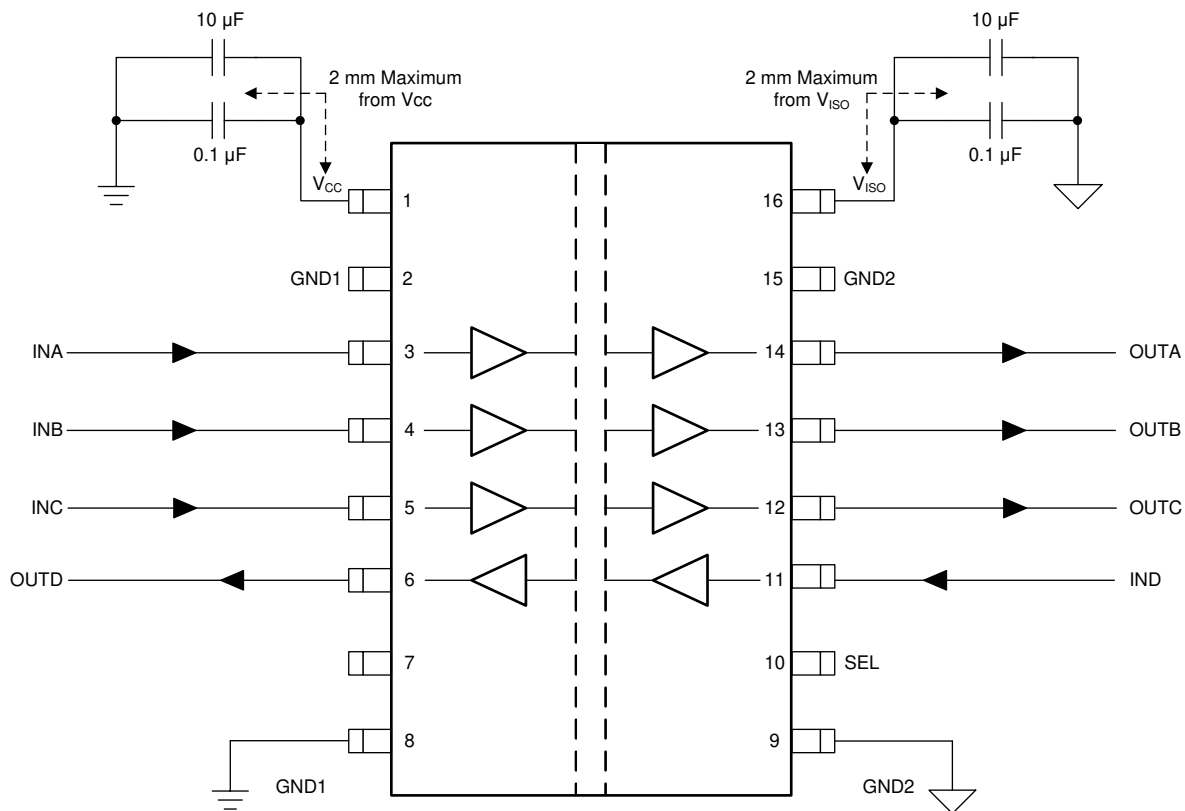 10 µF
10 µF
2 mm Maximum
from Vcc
2 mm Maximum
from VISO
0.1 µF
0.1 µF
VCC
VISO
1
16
GND1
2
15
GND2
INA
3
14
OUTA
INB
4
13
OUTB
INC
5
12
OUTC
OUTD
6
11
IND
7
10
SEL
8
9
GND1
GND2